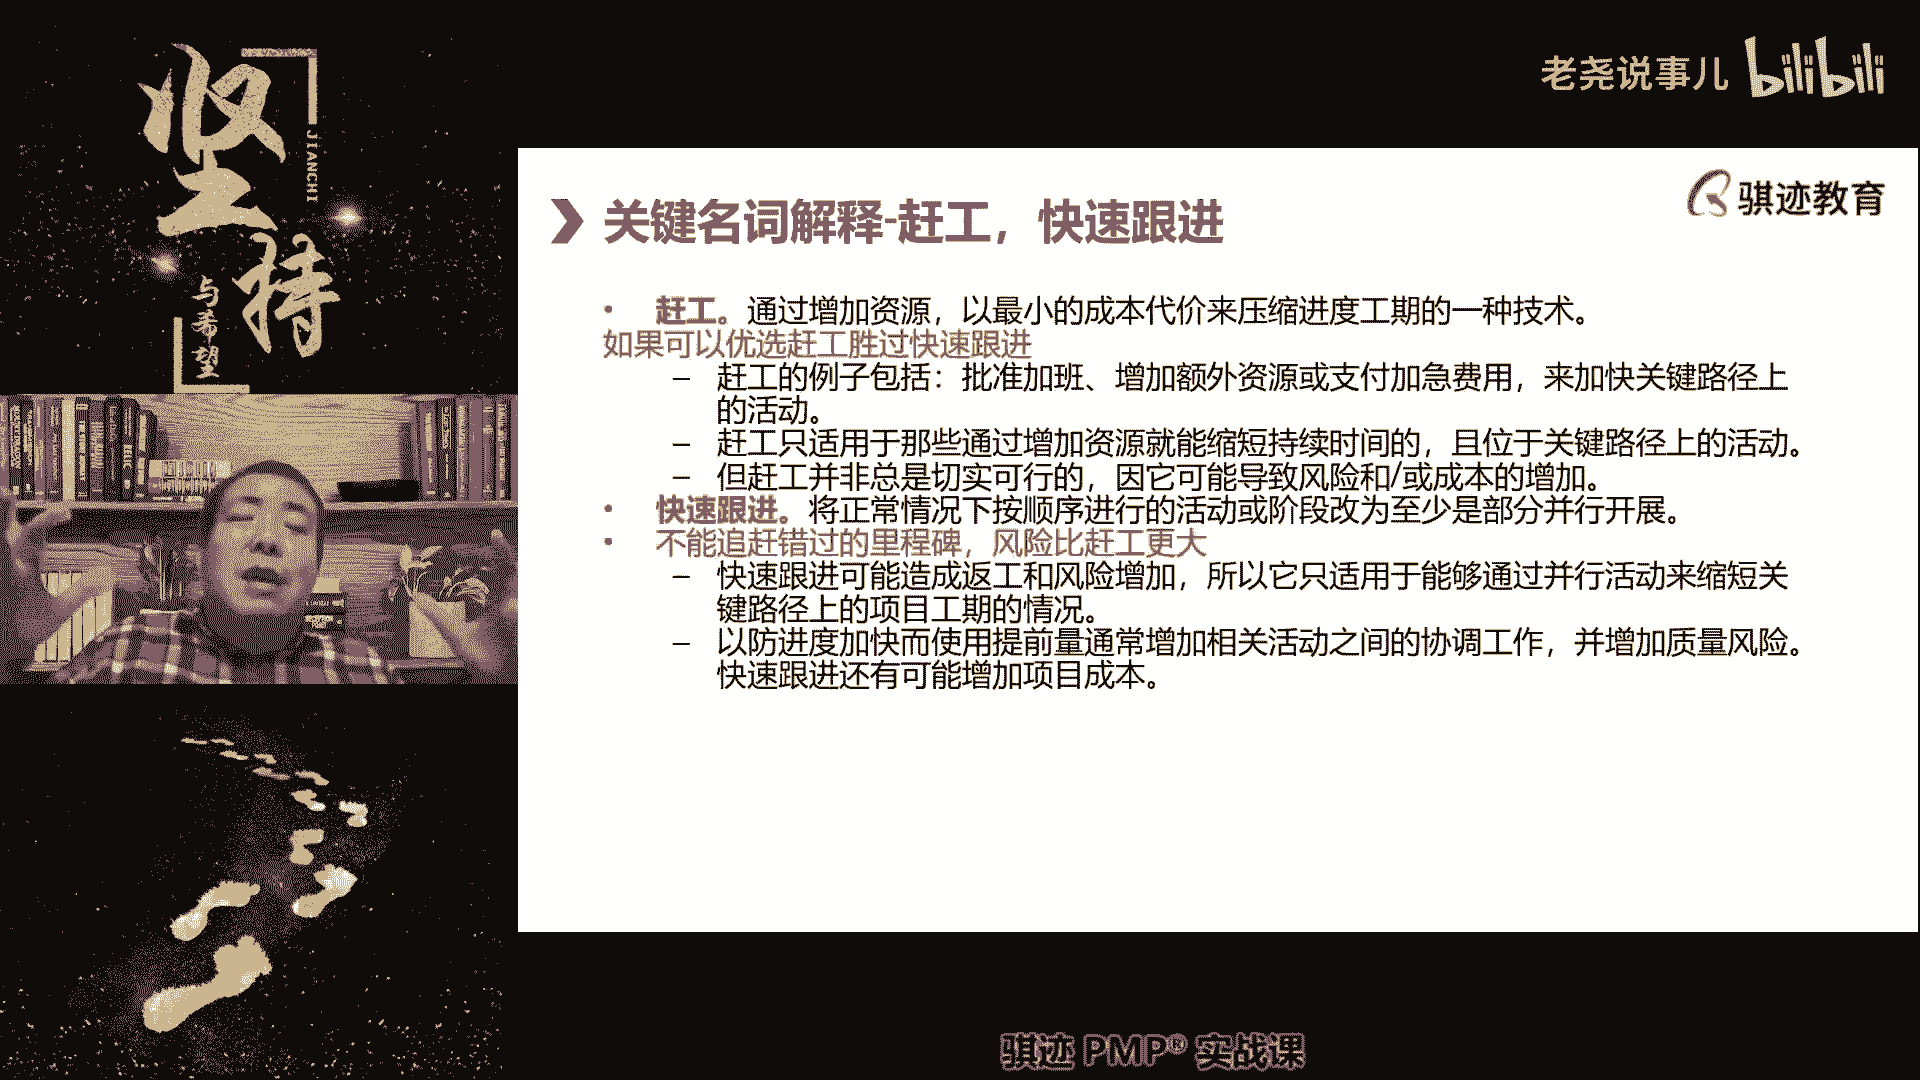 坚持
JIANCHI
与希望
老尧说事儿 bilibili
骐迹教育
关键名词解释-赶工，快速跟进
• 赶工。通过增加资源，以最小的成本代价来压缩进度工期的一种技术。
如果可以优选赶工胜过快速跟进
– 赶工的例子包括：批准加班、增加额外资源或支付加急费用，来加快关键路径上
的活动。
– 赶工只适用于那些通过增加资源就能缩短持续时间的，且位于关键路径上的活动。
– 但赶工并非总是切实可行的，因它可能导致风险和/或成本的增加。
• 快速跟进。将正常情况下按顺序进行的活动或阶段改为至少是部分并行开展。
• 不能追赶错过的里程碑，风险比赶工更大
– 快速跟进可能造成返工和风险增加，所以它只适用于能够通过并行活动来缩短关
键路径上的项目工期的情况。
– 以防进度加快而使用提前量通常增加相关活动之间的协调工作，并增加质量风险。
快速跟进还有可能增加项目成本。
骐迹 PMP® 实战课